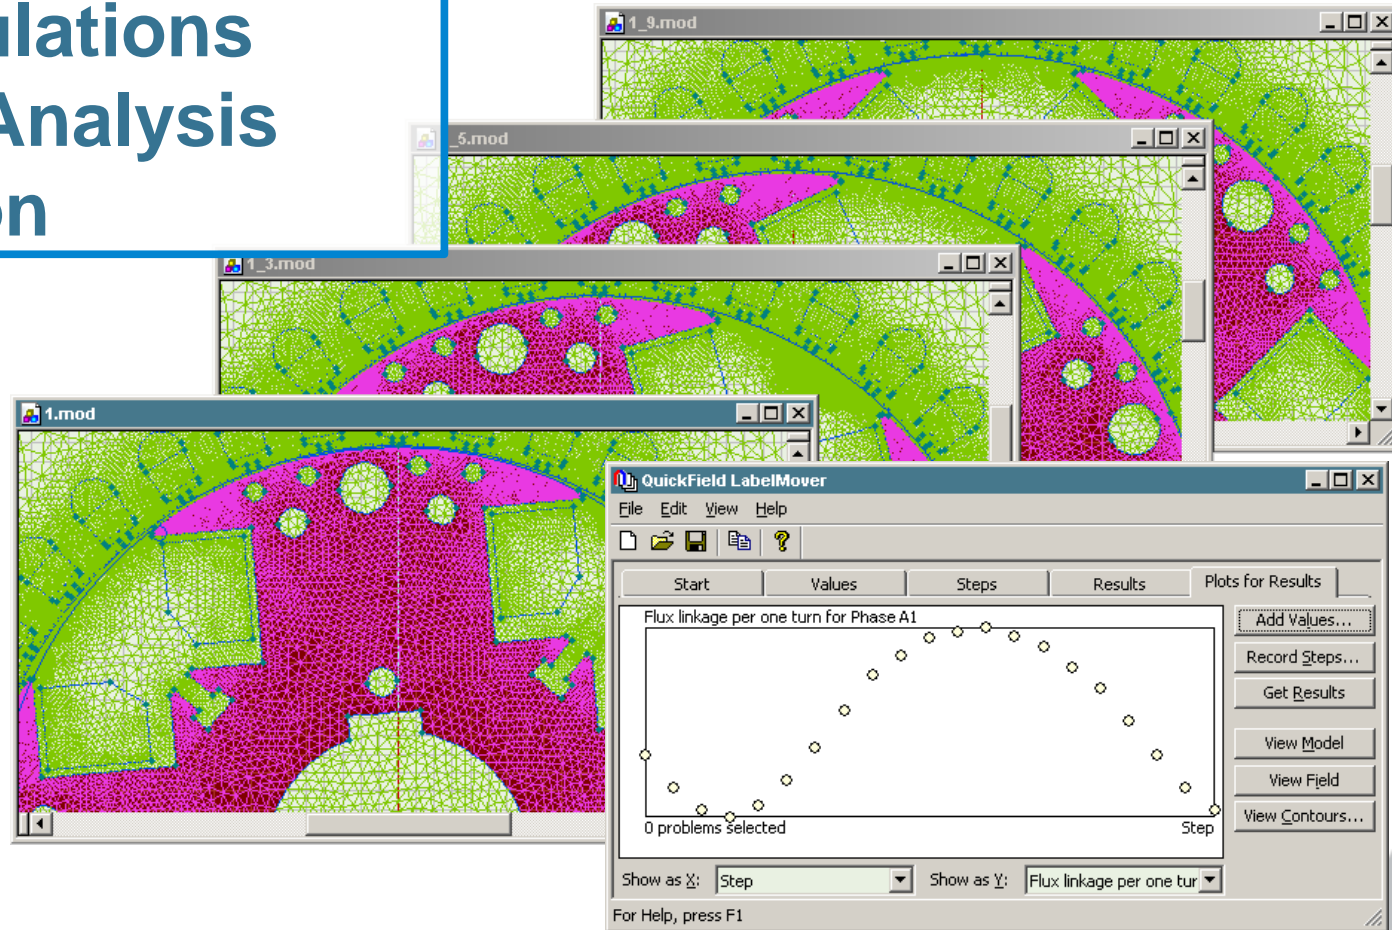 ulations
Analysis
on
1_9.mod
_5.mod
1_3.mod
1.mod
QuickField LabelMover
File Edit View Help
Start Values Steps Results Plots for Results
Flux linkage per one turn for Phase A1
0 problems selected Step
Add Values...
Record Steps...
Get Results
View Model
View Field
View Contours...
Show as X: Step Show as Y: Flux linkage per one tur
For Help, press F1